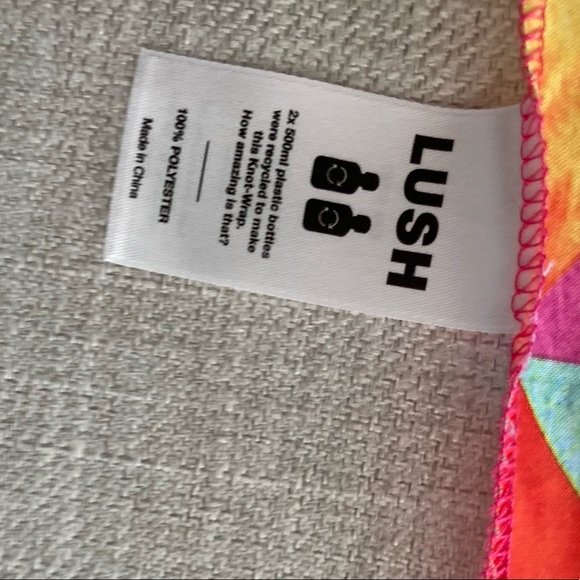 LUSH
2x 500ml plastic bottles
were recycled to make
this Knot-Wrap.
How amazing is that?
100% POLYESTER
Made in China